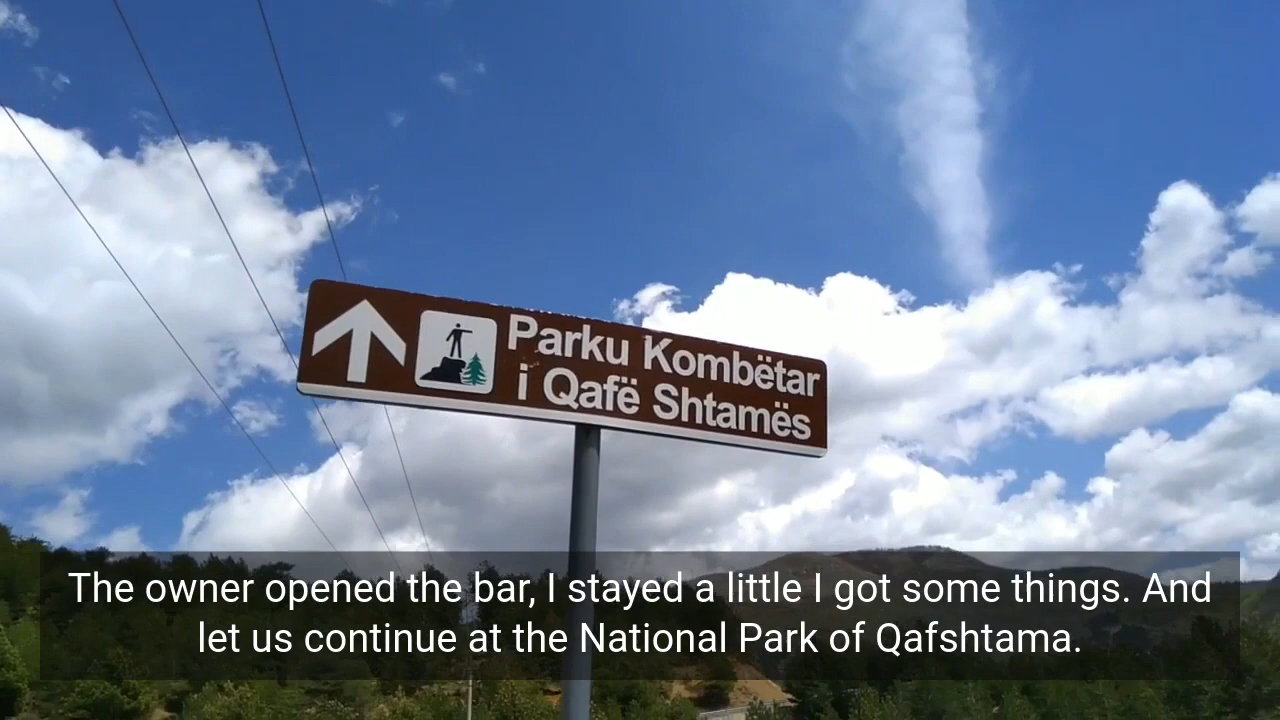 Parku Kombëtar
i Qafë Shtamës
The owner opened the bar, I stayed a little I got some things. And
let us continue at the National Park of Qafshtama.